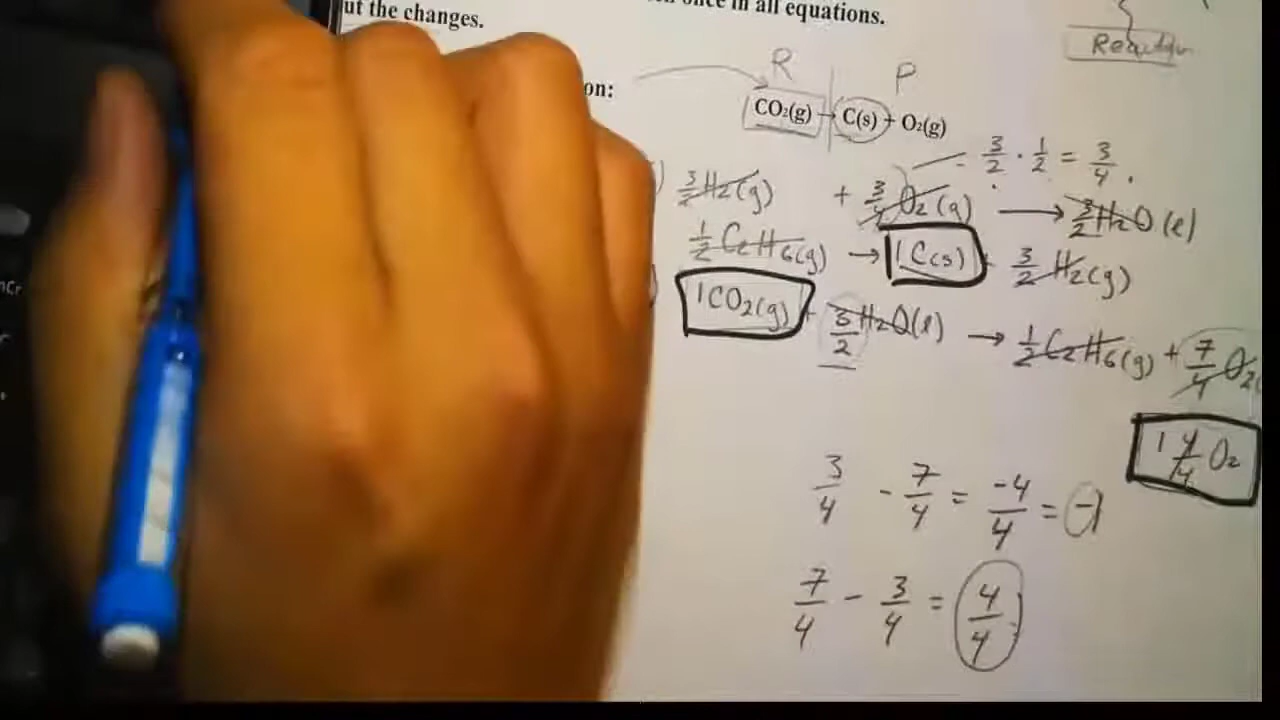 en once in all equations.
ut the changes.
Reaction
R P
on:
CO₂(g) → C(s) + O₂(g)
= 3/2 · 1/2 = 3/4.
3/2 H₂(g) + 3/4 O₂(g) → 3/2 H₂O(l)
1/2 C₂H₆(g) → 1C(s) + 3/2 H₂(g)
1CO₂(g) + 3/2 H₂O(l) → 1/2 C₂H₆(g) + 7/4 O₂(
1 4/4 O₂
3/4 - 7/4 = -4/4 = -1
7/4 - 3/4 = 4/4
nCr